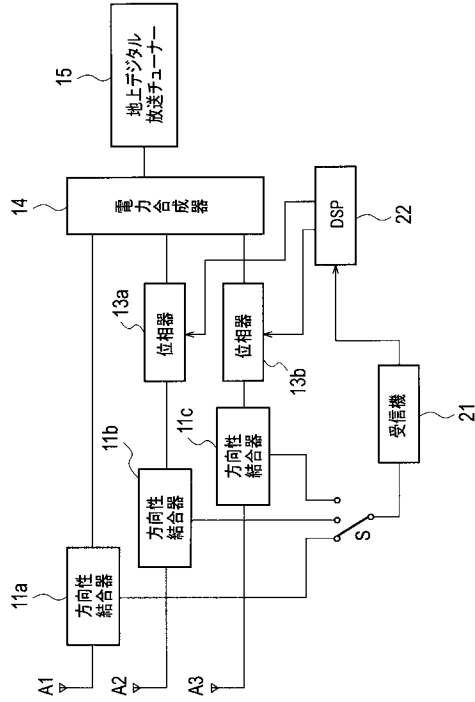 A1
11a
方向性
結合器
A2
11b
方向性
結合器
A3
11c
方向性
結合器
13a
位相器
13b
位相器
14
電力合成器
15
地上デジタル
放送チューナー
S
21
受信機
22
DSP